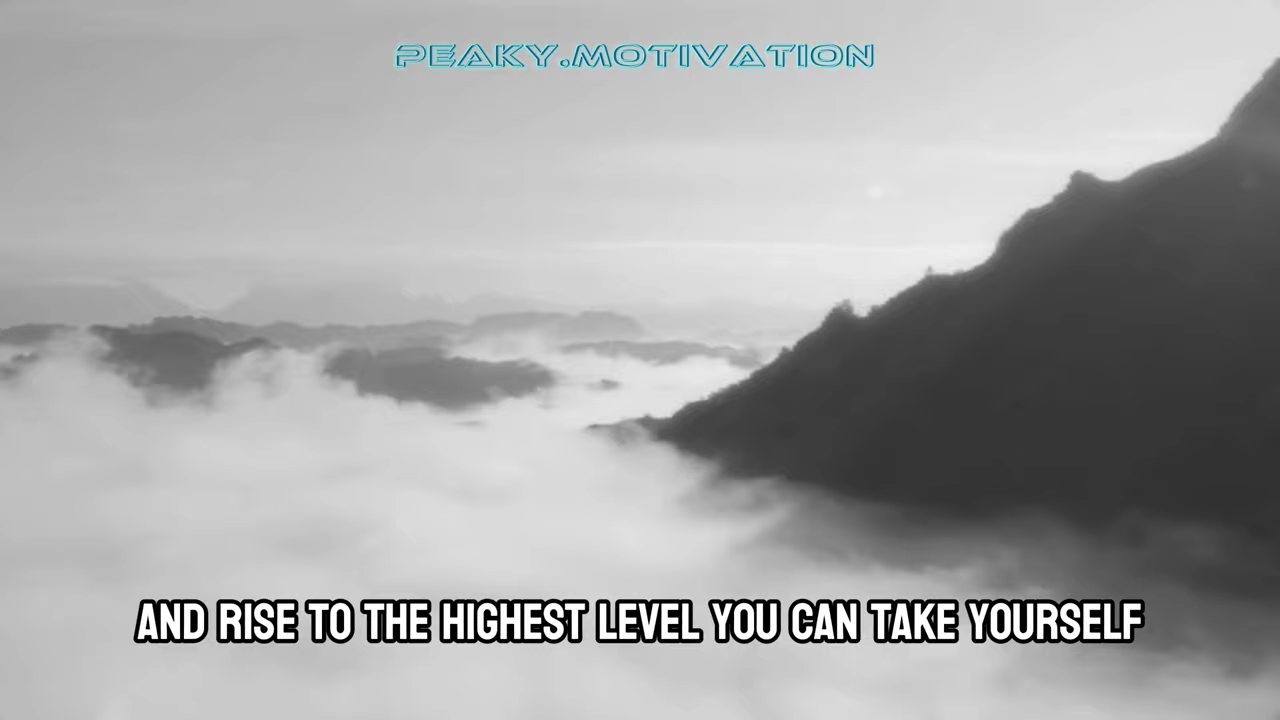 PEAKY.MOTIVATION
AND RISE TO THE HIGHEST LEVEL YOU CAN TAKE YOURSELF